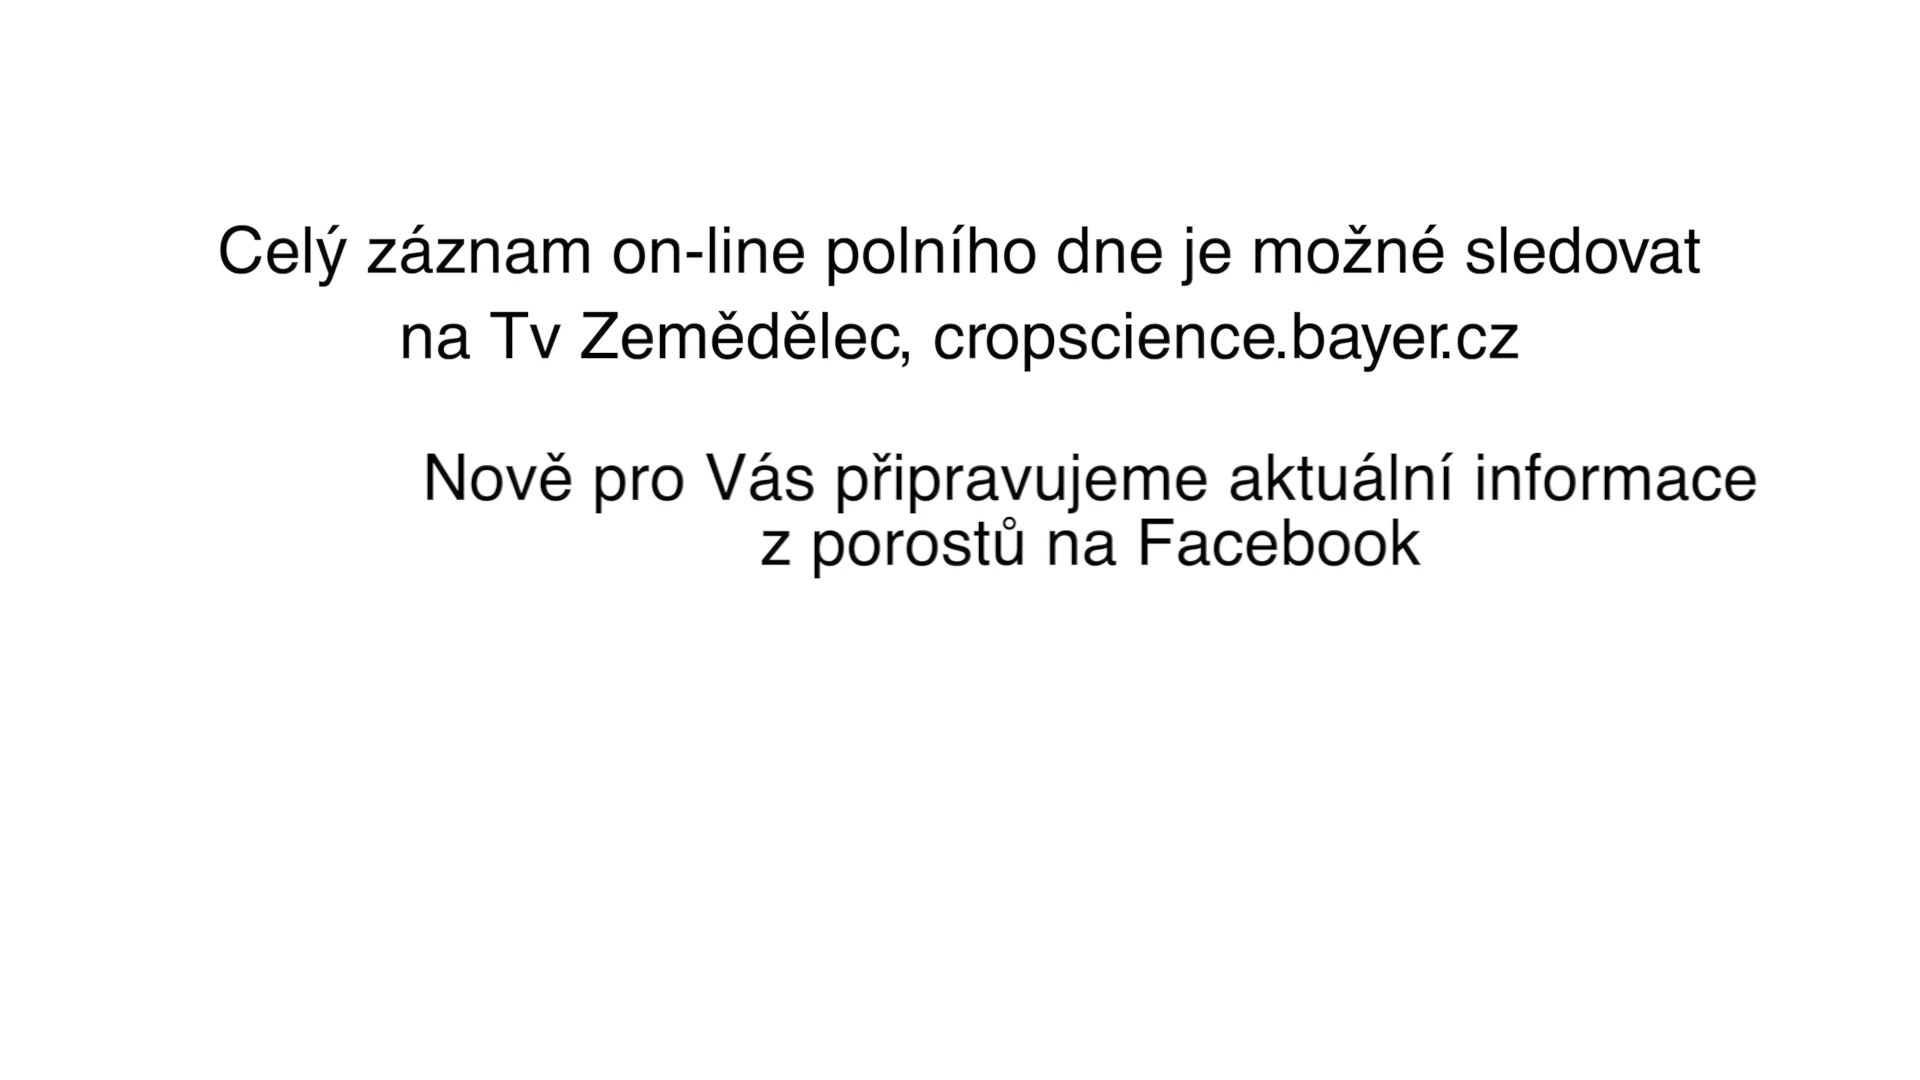 Celý záznam on-line polního dne je možné sledovat
na Tv Zemědělec, cropscience.bayer.cz
Nově pro Vás připravujeme aktuální informace
z porostů na Facebook